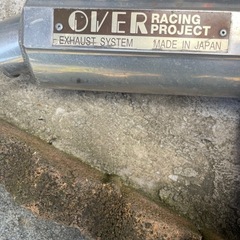 OVER RACING
PROJECT
EXHAUST SYSTEM MADE IN JAPAN